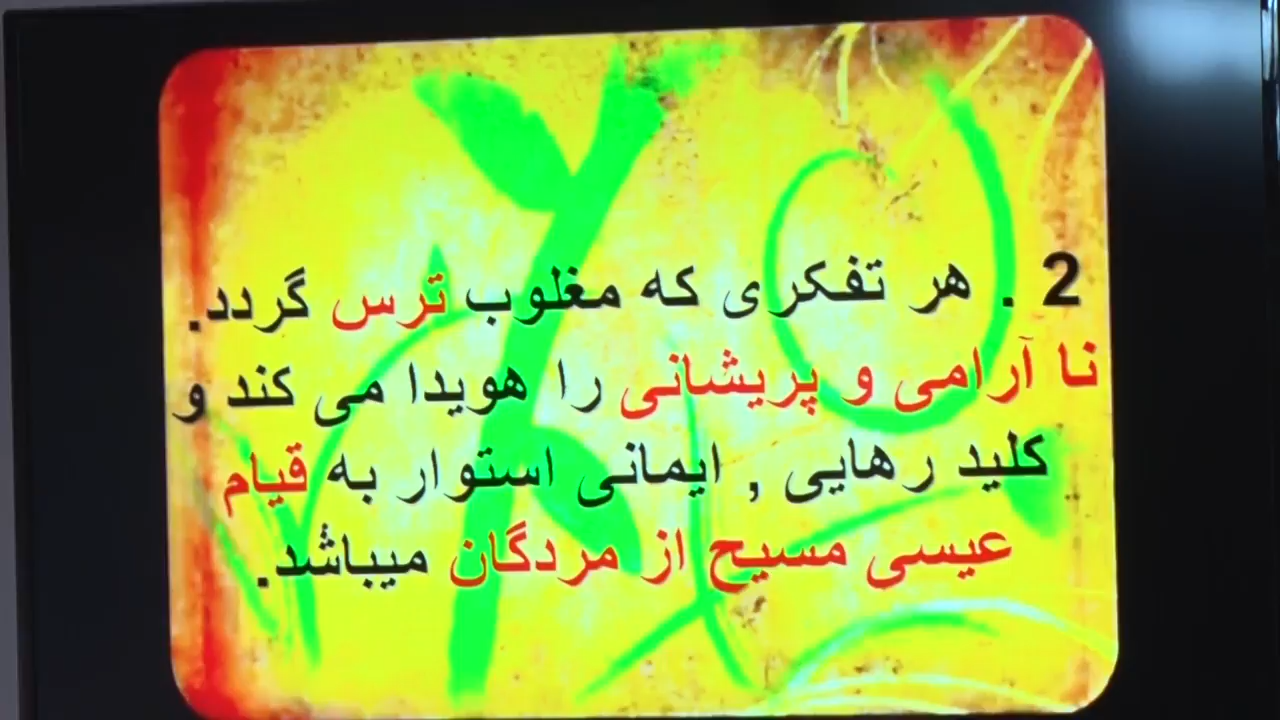 2 . هر تفکری که مغلوب ترس گردد.
نا آرامی و پریشانی را هویدا می کند و
کلید رهایی , ایمانی استوار به قیام
عیسی مسیح از مردگان میباشد.